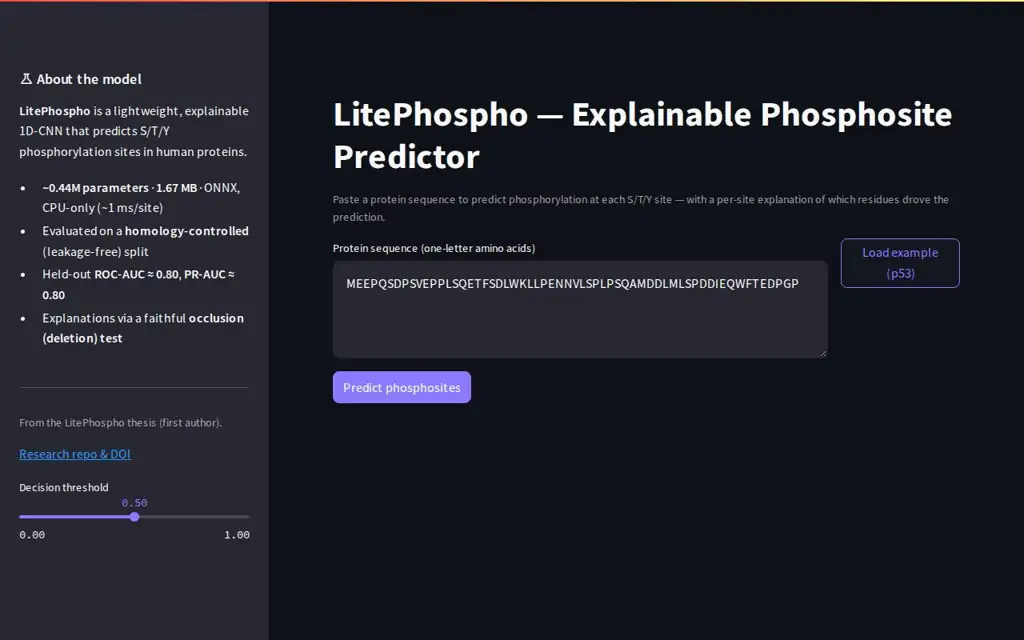 About the model
LitePhospho is a lightweight, explainable
1D-CNN that predicts S/T/Y
phosphorylation sites in human proteins.
• ~0.44M parameters · 1.67 MB · ONNX,
CPU-only (~1 ms/site)
• Evaluated on a homology-controlled
(leakage-free) split
• Held-out ROC-AUC ≈ 0.80, PR-AUC ≈
0.80
• Explanations via a faithful occlusion
(deletion) test
From the LitePhospho thesis (first author).
Research repo & DOI
Decision threshold
0.50
0.00 1.00
LitePhospho — Explainable Phosphosite
Predictor
Paste a protein sequence to predict phosphorylation at each S/T/Y site — with a per-site explanation of which residues drove the
prediction.
Protein sequence (one-letter amino acids)
MEEPQSDPSVEPPLSQETFSDLWKLLPENNVLSPLPSQAMDDLMLSPDDIEQWFTEDPGP
Load example
(p53)
Predict phosphosites